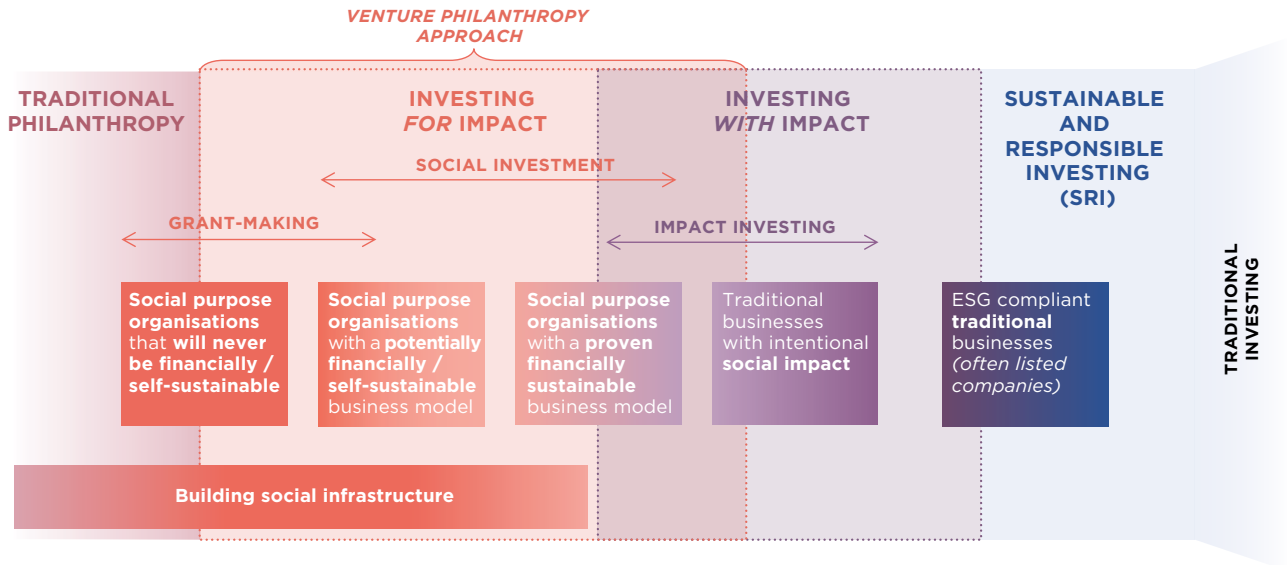 VENTURE PHILANTHROPY
APPROACH
TRADITIONAL
PHILANTHROPY
INVESTING
FOR IMPACT
INVESTING
WITH IMPACT
SUSTAINABLE
AND
RESPONSIBLE
INVESTING
(SRI)
SOCIAL INVESTMENT
GRANT-MAKING
IMPACT INVESTING
Social purpose
organisations
that will never
be financially /
self-sustainable
Social purpose
organisations
with a potentially
financially /
self-sustainable
business model
Social purpose
organisations
with a proven
financially
sustainable
business model
Traditional
businesses
with intentional
social impact
ESG compliant
traditional
businesses
(often listed
companies)
TRADITIONAL
INVESTING
Building social infrastructure